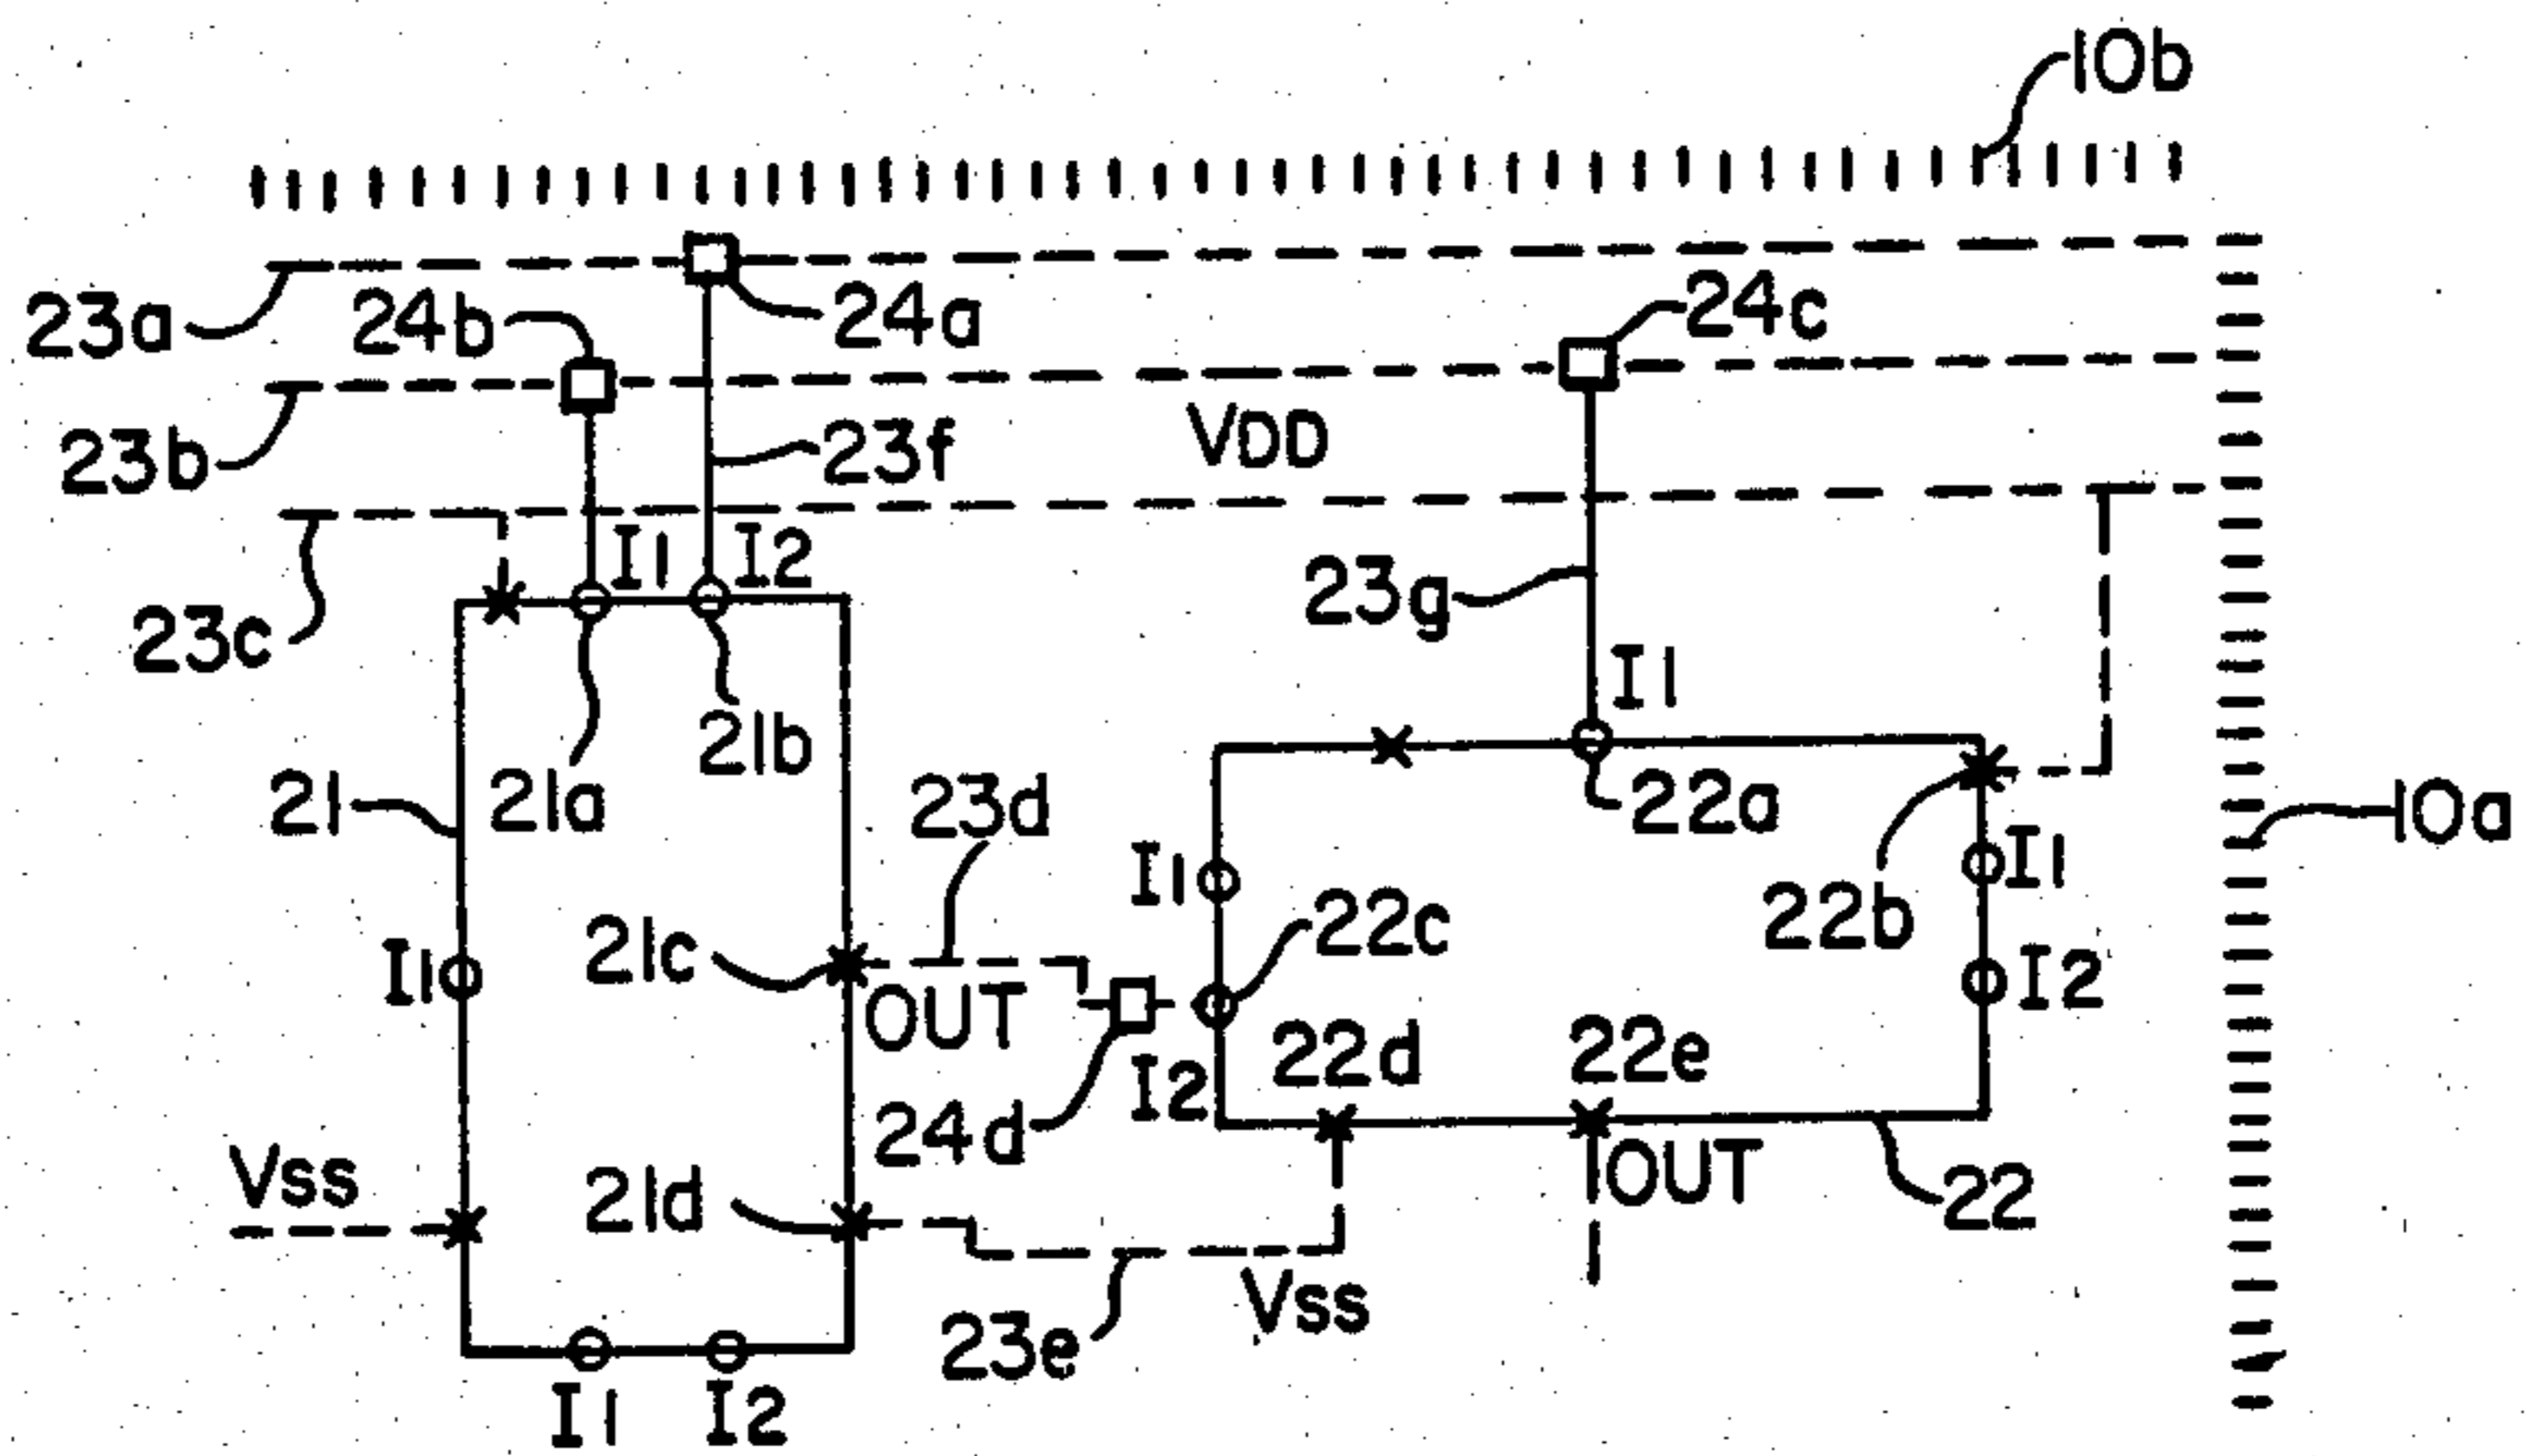 10b
23a
24b
24a
24c
23b
23f
VDD
I1
I2
23c
23g
I1
21
21a
21b
23d
22a
10a
I1
I1
22b
21c
22c
I1
I2
OUT
22d
22e
I2
24d
OUT
Vss
21d
22
Vss
23e
I1
I2